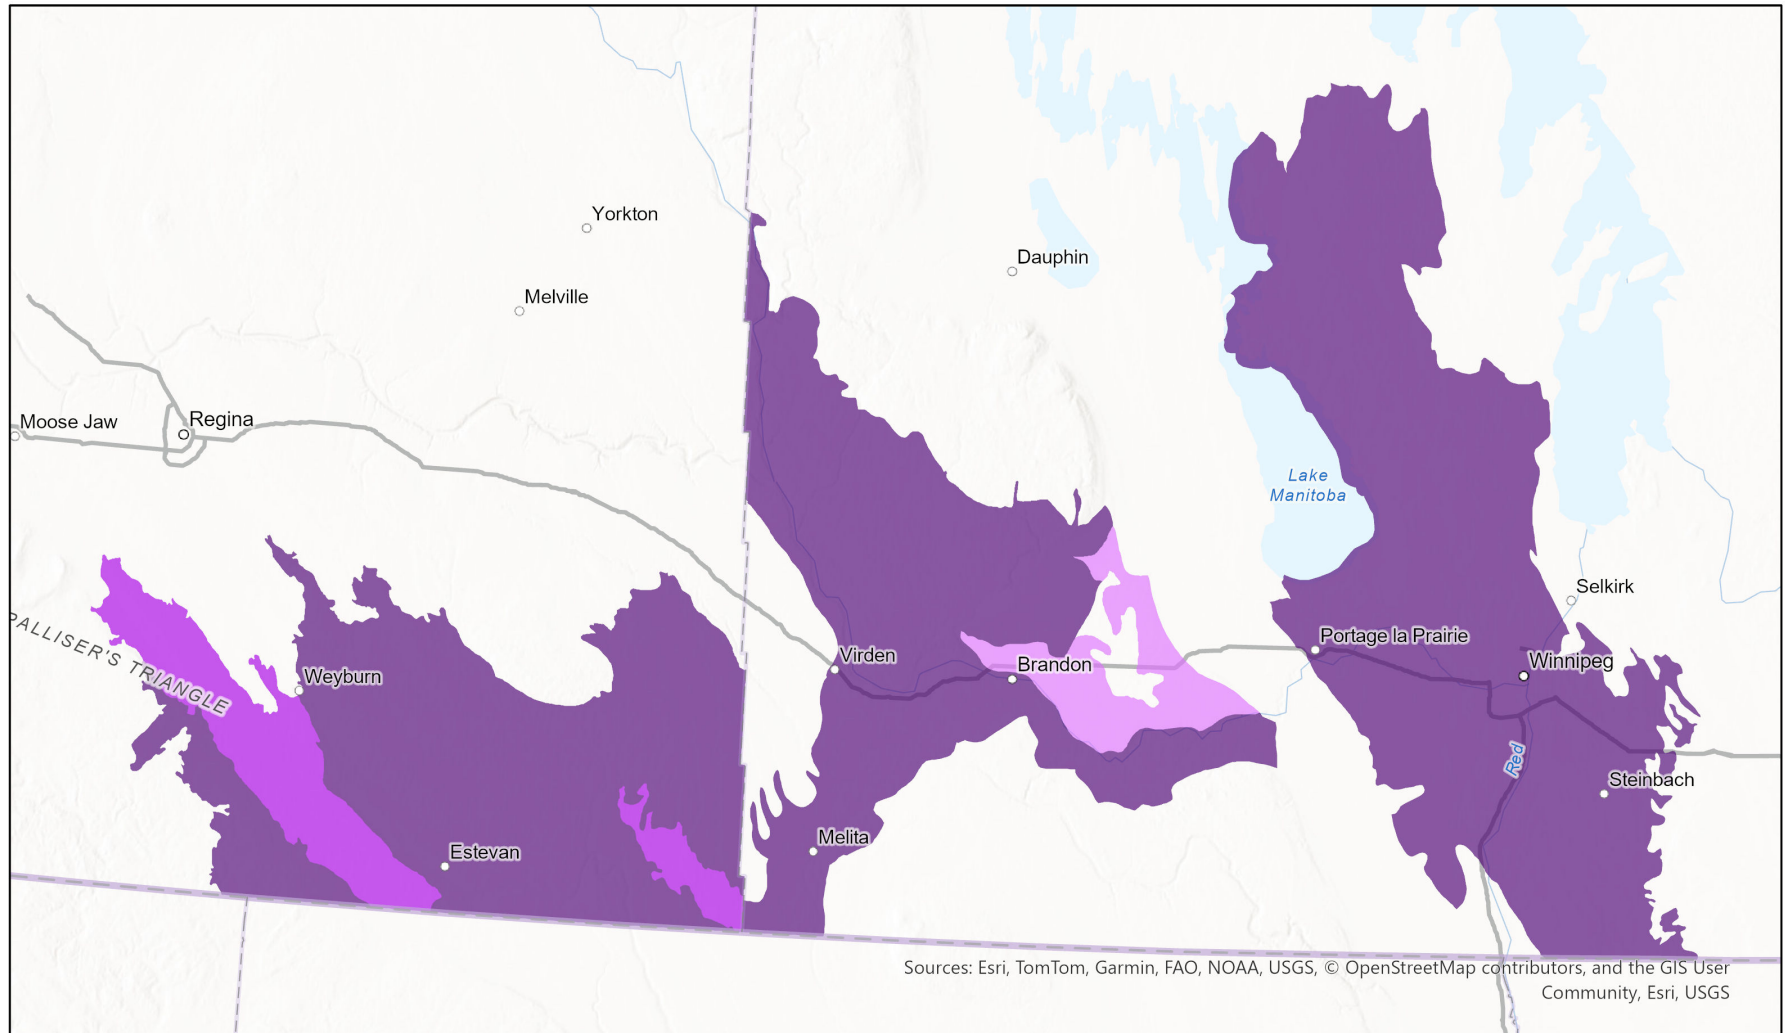 Yorkton
Dauphin
Melville
Moose Jaw
Regina
Lake
Manitoba
Selkirk
PALLISER'S TRIANGLE
Portage la Prairie
Virden
Brandon
Winnipeg
Weyburn
Red
Steinbach
Melita
Estevan
Sources: Esri, TomTom, Garmin, FAO, NOAA, USGS, © OpenStreetMap contributors, and the GIS User
Community, Esri, USGS